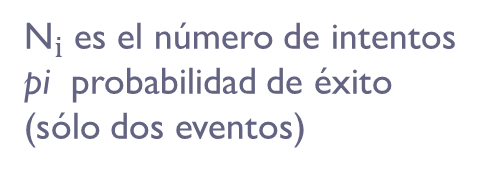 Ni es el número de intentos
pi probabilidad de éxito
(sólo dos eventos)